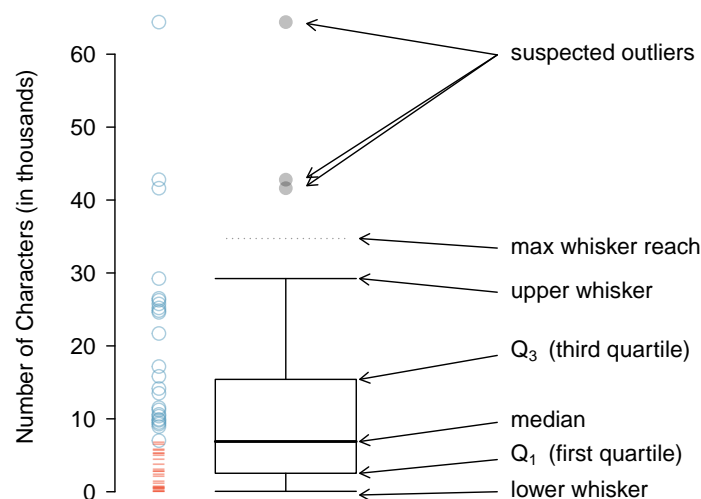 Number of Characters (in thousands)
60
50
40
30
20
10
0
suspected outliers
max whisker reach
upper whisker
Q3 (third quartile)
median
Q1 (first quartile)
lower whisker